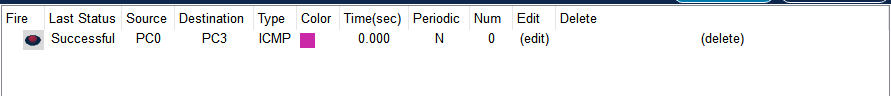 Fire Last Status Source Destination Type Color Time(sec) Periodic Num Edit Delete
Successful PC0 PC3 ICMP 0.000 N 0 (edit) (delete)